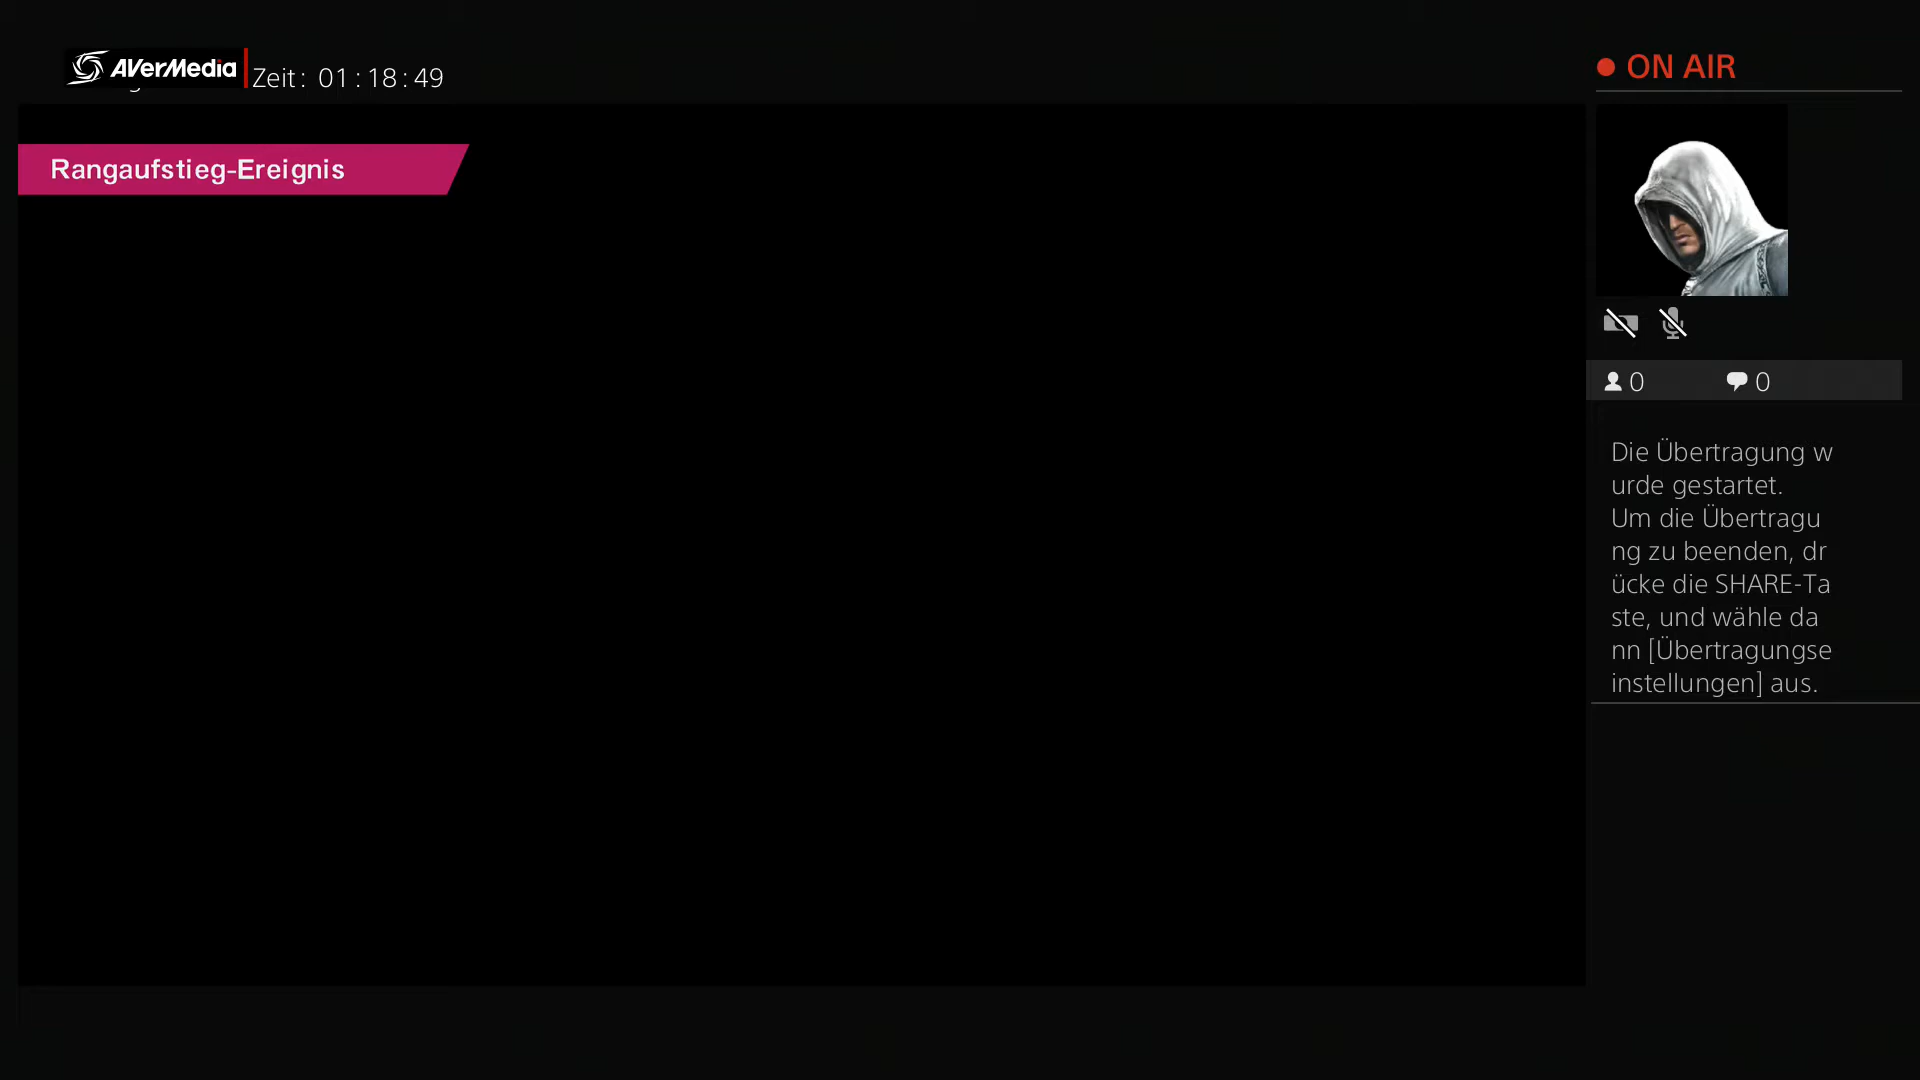 AVerMedia
Zeit: 01:18:49
ON AIR
Rangaufstieg-Ereignis
0
0
Die Übertragung w
urde gestartet.
Um die Übertragu
ng zu beenden, dr
ücke die SHARE-Ta
ste, und wähle da
nn [Übertragungse
instellungen] aus.